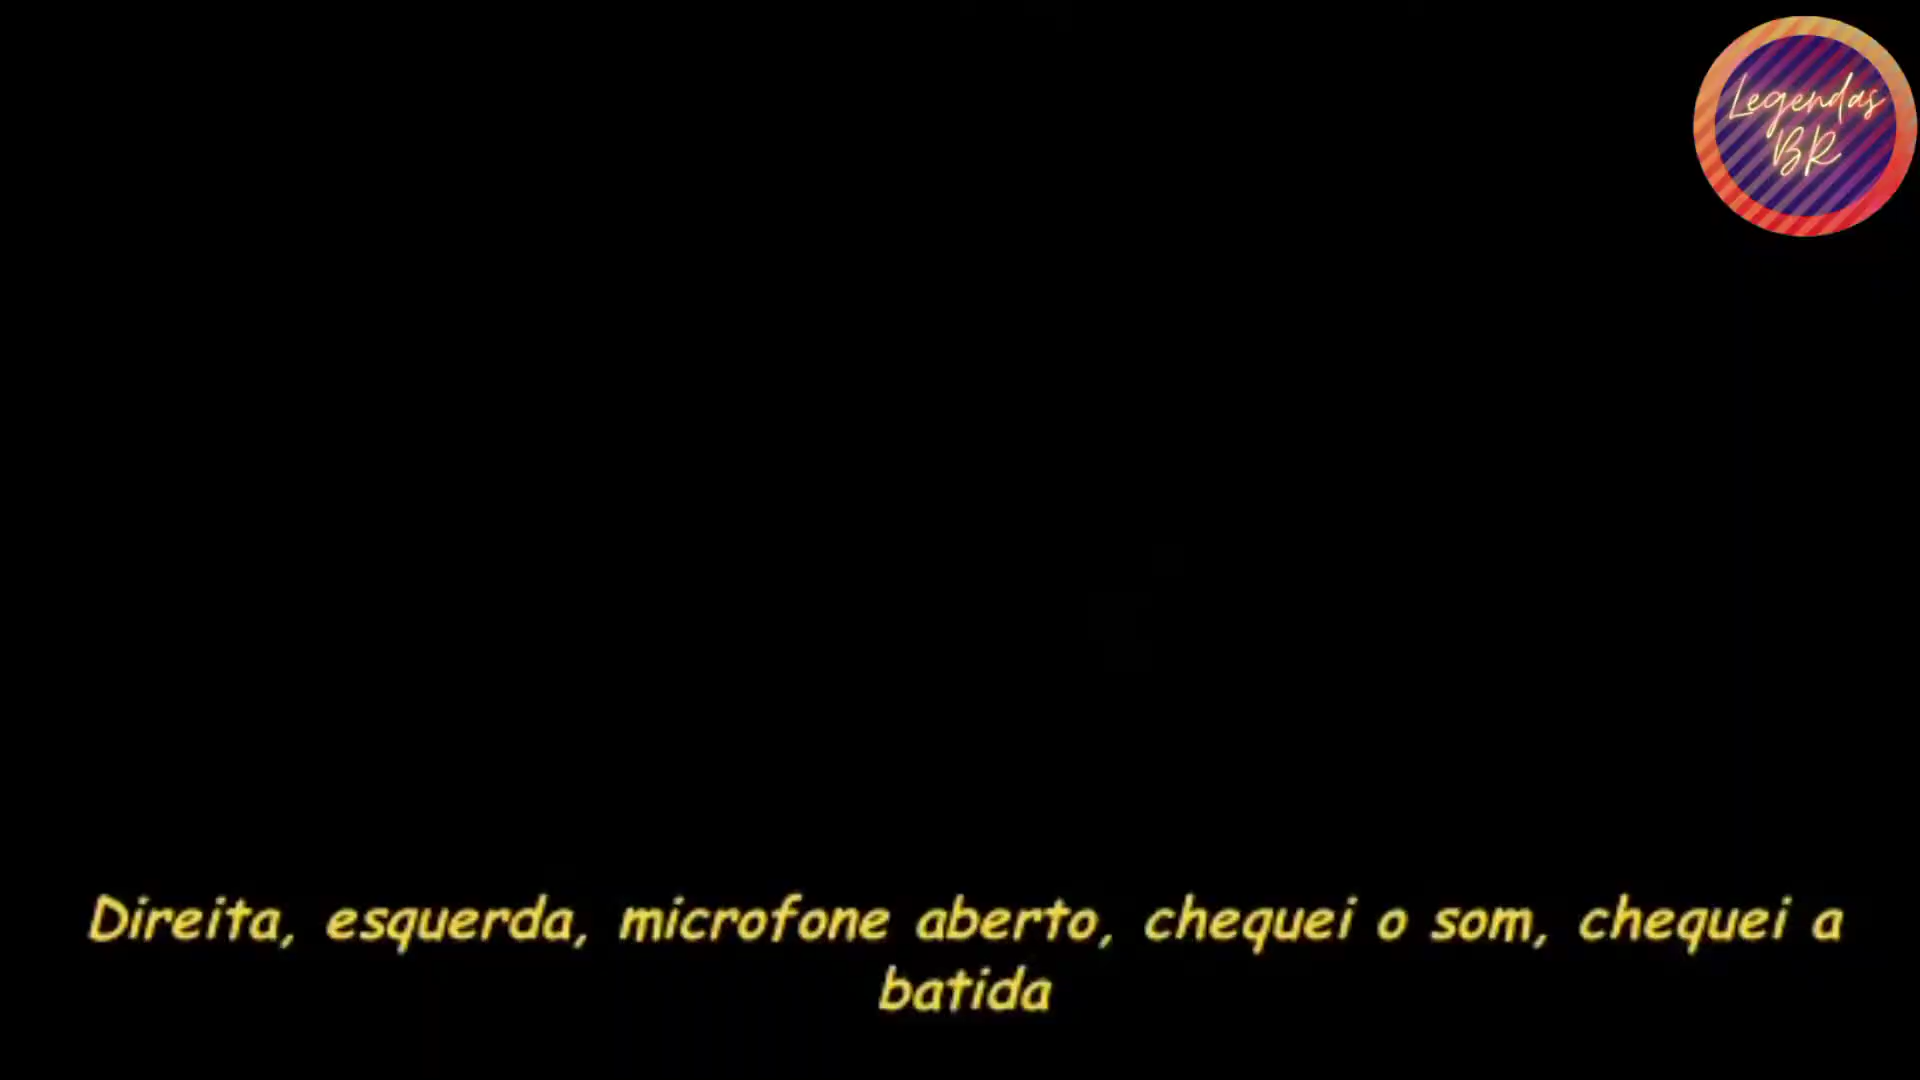 Legendas
BR
Direita, esquerda, microfone aberto, chequei o som, chequei a
batida